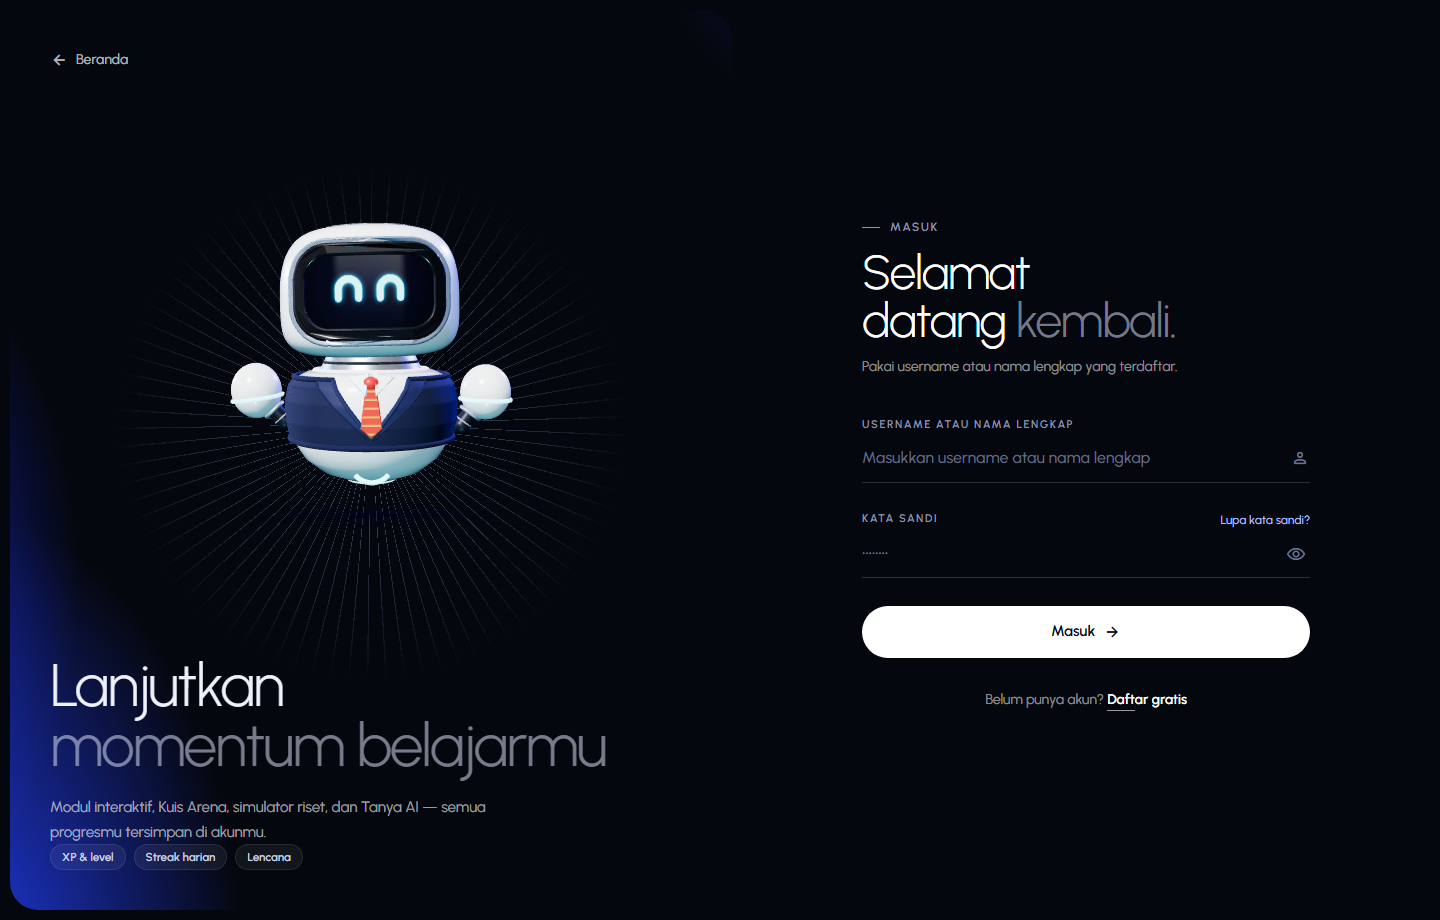 Beranda
Lanjutkan
momentum belajarmu
Modul interaktif, Kuis Arena, simulator riset, dan Tanya AI — semua
progresmu tersimpan di akunmu.
XP & level
Streak harian
Lencana
MASUK
Selamat
datang kembali.
Pakai username atau nama lengkap yang terdaftar.
USERNAME ATAU NAMA LENGKAP
Masukkan username atau nama lengkap
KATA SANDI
Lupa kata sandi?
Masuk
Belum punya akun? Daftar gratis